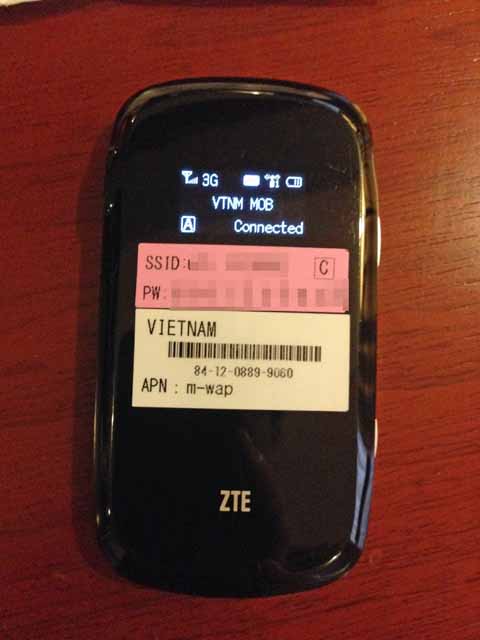 3G
VTNM MOB
A Connected
SSID: C
PW:
VIETNAM
84-12-0889-9060
APN : m-wap
ZTE